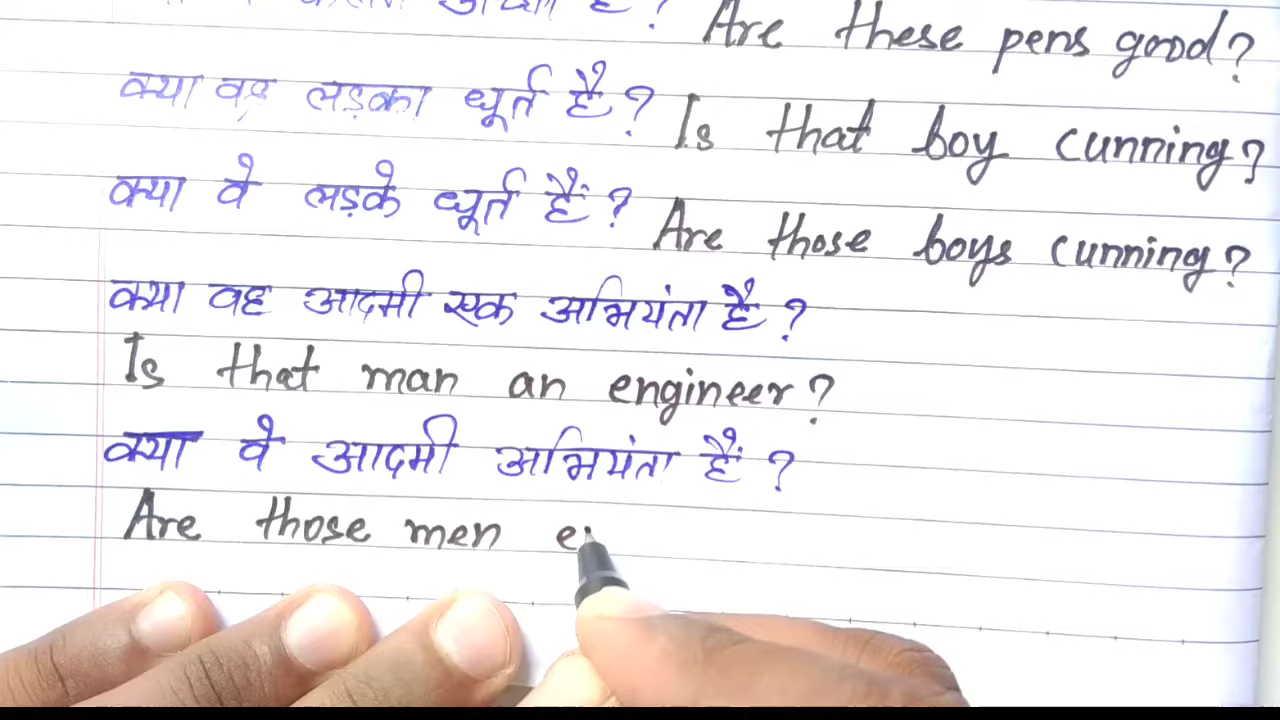 Are these pens good?
क्या वह लड़का धूर्त है? Is that boy cunning?
क्या वे लड़के धूर्त हैं? Are those boys cunning?
क्या वह आदमी एक अभियंता है?
Is that man an engineer?
क्या वे आदमी अभियंता हैं?
Are those men e